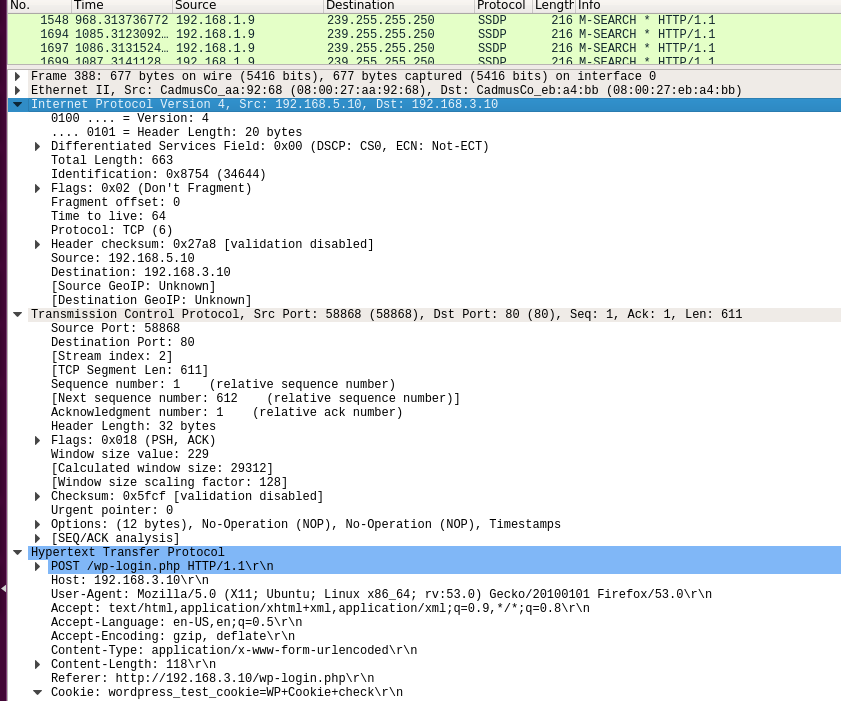 No. Time Source Destination Protocol Length Info
1548 968.313736772 192.168.1.9 239.255.255.250 SSDP 216 M-SEARCH * HTTP/1.1
1694 1085.3123092… 192.168.1.9 239.255.255.250 SSDP 216 M-SEARCH * HTTP/1.1
1697 1086.3131524… 192.168.1.9 239.255.255.250 SSDP 216 M-SEARCH * HTTP/1.1
1699 1087.3141128… 192.168.1.9 239.255.255.250 SSDP 216 M-SEARCH * HTTP/1.1
Frame 388: 677 bytes on wire (5416 bits), 677 bytes captured (5416 bits) on interface 0
Ethernet II, Src: CadmusCo_aa:92:68 (08:00:27:aa:92:68), Dst: CadmusCo_eb:a4:bb (08:00:27:eb:a4:bb)
Internet Protocol Version 4, Src: 192.168.5.10, Dst: 192.168.3.10
0100 .... = Version: 4
.... 0101 = Header Length: 20 bytes
Differentiated Services Field: 0x00 (DSCP: CS0, ECN: Not-ECT)
Total Length: 663
Identification: 0x8754 (34644)
Flags: 0x02 (Don't Fragment)
Fragment offset: 0
Time to live: 64
Protocol: TCP (6)
Header checksum: 0x27a8 [validation disabled]
Source: 192.168.5.10
Destination: 192.168.3.10
[Source GeoIP: Unknown]
[Destination GeoIP: Unknown]
Transmission Control Protocol, Src Port: 58868 (58868), Dst Port: 80 (80), Seq: 1, Ack: 1, Len: 611
Source Port: 58868
Destination Port: 80
[Stream index: 2]
[TCP Segment Len: 611]
Sequence number: 1 (relative sequence number)
[Next sequence number: 612 (relative sequence number)]
Acknowledgment number: 1 (relative ack number)
Header Length: 32 bytes
Flags: 0x018 (PSH, ACK)
Window size value: 229
[Calculated window size: 29312]
[Window size scaling factor: 128]
Checksum: 0x5fcf [validation disabled]
Urgent pointer: 0
Options: (12 bytes), No-Operation (NOP), No-Operation (NOP), Timestamps
[SEQ/ACK analysis]
Hypertext Transfer Protocol
POST /wp-login.php HTTP/1.1\r\n
Host: 192.168.3.10\r\n
User-Agent: Mozilla/5.0 (X11; Ubuntu; Linux x86_64; rv:53.0) Gecko/20100101 Firefox/53.0\r\n
Accept: text/html,application/xhtml+xml,application/xml;q=0.9,*/*;q=0.8\r\n
Accept-Language: en-US,en;q=0.5\r\n
Accept-Encoding: gzip, deflate\r\n
Content-Type: application/x-www-form-urlencoded\r\n
Content-Length: 118\r\n
Referer: http://192.168.3.10/wp-login.php\r\n
Cookie: wordpress_test_cookie=WP+Cookie+check\r\n